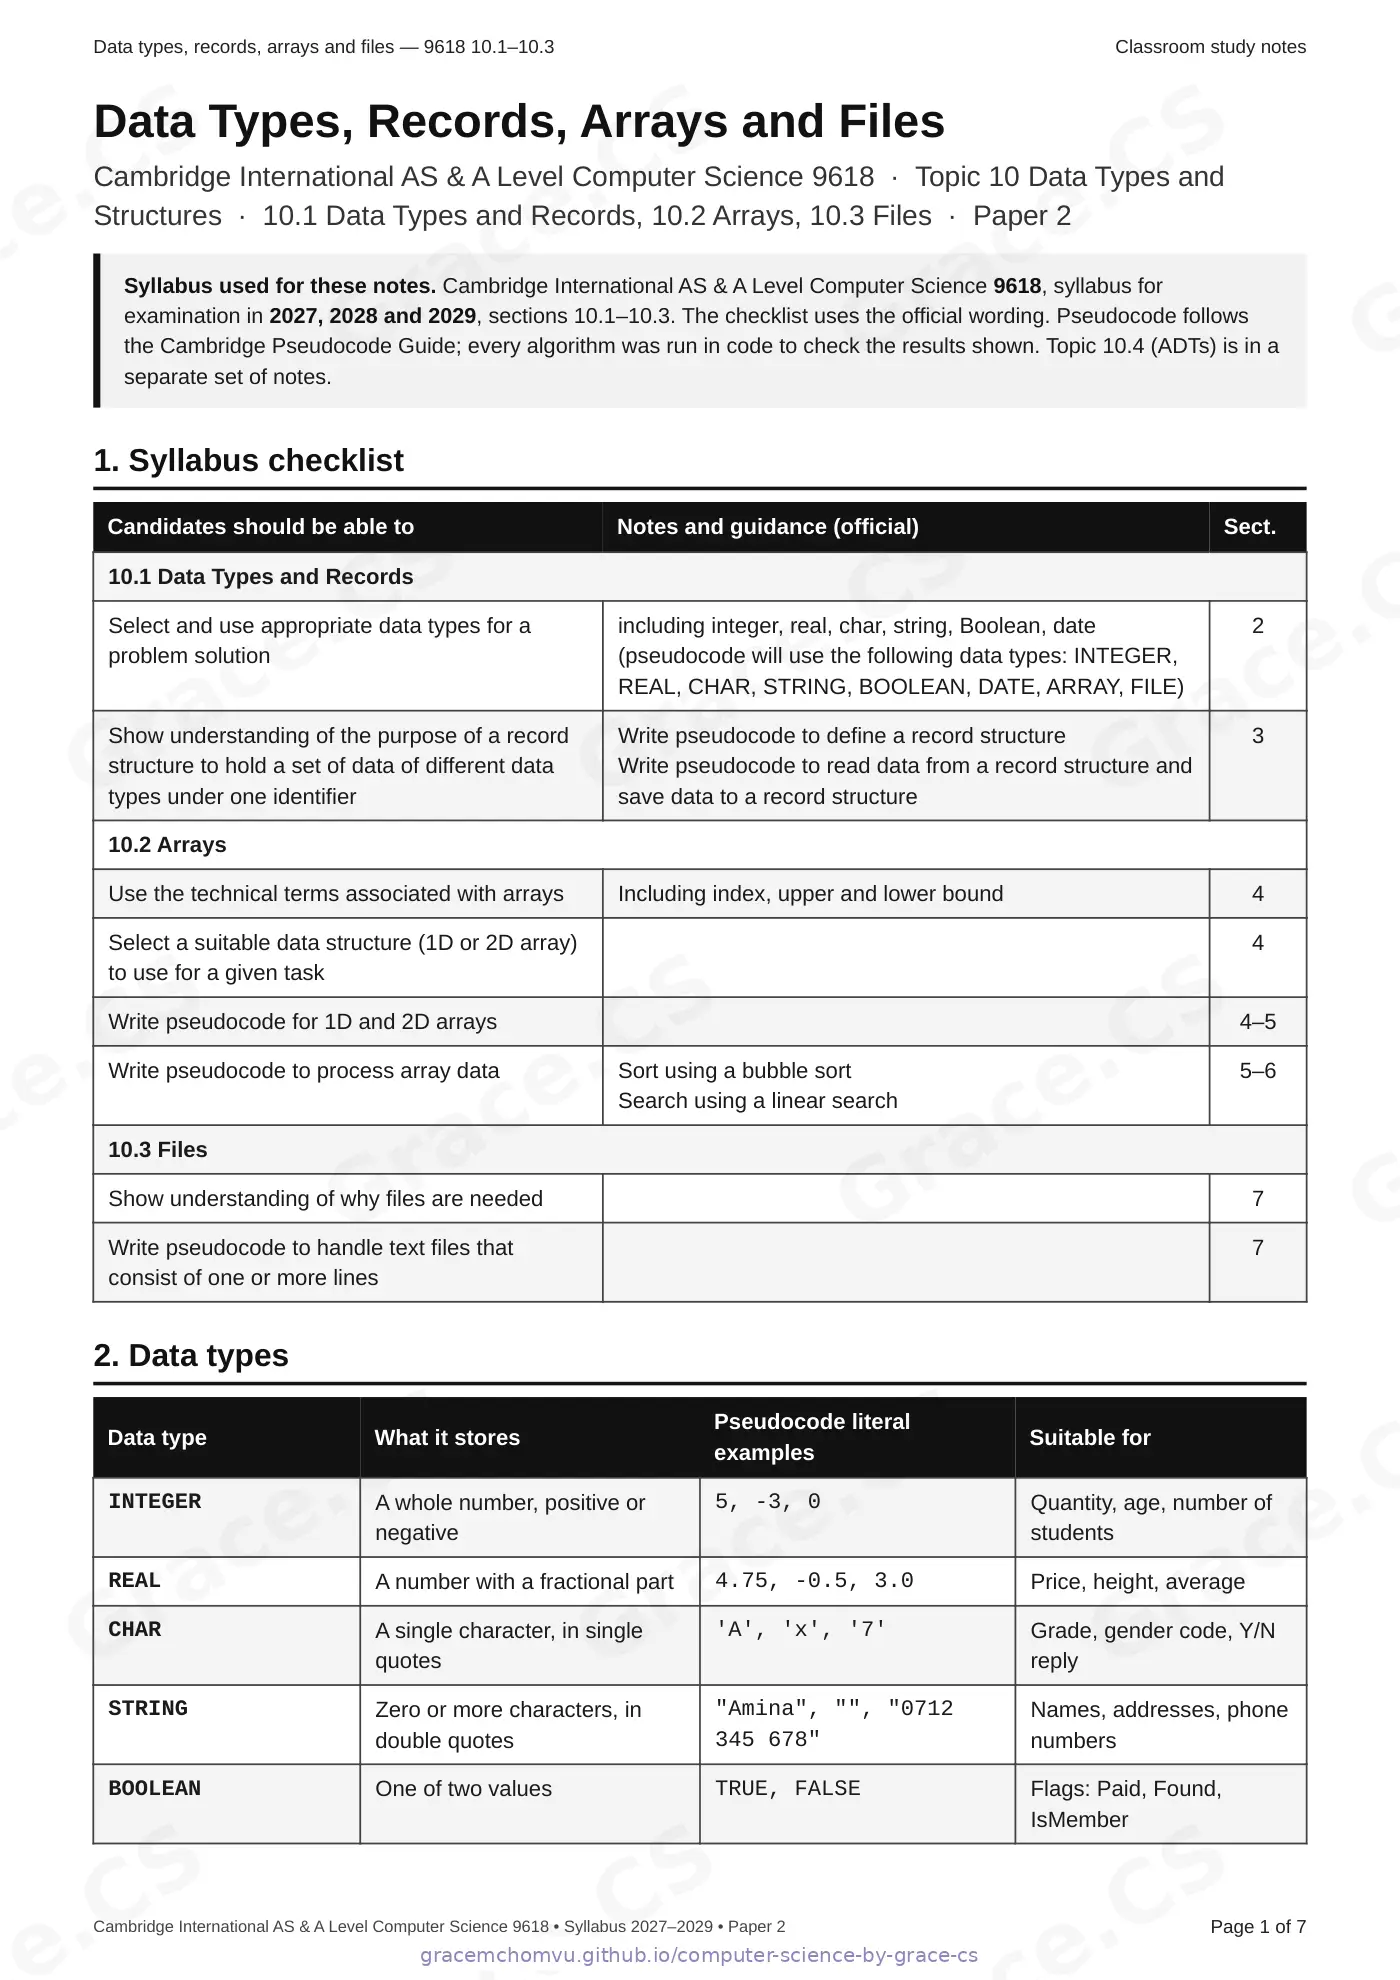 Data types, records, arrays and files — 9618 10.1–10.3
Classroom study notes
Data Types, Records, Arrays and Files
Cambridge International AS & A Level Computer Science 9618 · Topic 10 Data Types and
Structures · 10.1 Data Types and Records, 10.2 Arrays, 10.3 Files · Paper 2
Syllabus used for these notes. Cambridge International AS & A Level Computer Science 9618, syllabus for
examination in 2027, 2028 and 2029, sections 10.1–10.3. The checklist uses the official wording. Pseudocode follows
the Cambridge Pseudocode Guide; every algorithm was run in code to check the results shown. Topic 10.4 (ADTs) is in a
separate set of notes.
1. Syllabus checklist
Candidates should be able to
Notes and guidance (official)
Sect.
10.1 Data Types and Records
Select and use appropriate data types for a
problem solution
including integer, real, char, string, Boolean, date
(pseudocode will use the following data types: INTEGER,
REAL, CHAR, STRING, BOOLEAN, DATE, ARRAY, FILE)
2
Show understanding of the purpose of a record
structure to hold a set of data of different data
types under one identifier
Write pseudocode to define a record structure
Write pseudocode to read data from a record structure and
save data to a record structure
3
10.2 Arrays
Use the technical terms associated with arrays
Including index, upper and lower bound
4
Select a suitable data structure (1D or 2D array)
to use for a given task
4
Write pseudocode for 1D and 2D arrays
4–5
Write pseudocode to process array data
Sort using a bubble sort
Search using a linear search
5–6
10.3 Files
Show understanding of why files are needed
7
Write pseudocode to handle text files that
consist of one or more lines
7
2. Data types
Data type
What it stores
Pseudocode literal
examples
Suitable for
INTEGER
A whole number, positive or
negative
5, -3, 0
Quantity, age, number of
students
REAL
A number with a fractional part
4.75, -0.5, 3.0
Price, height, average
CHAR
A single character, in single
quotes
'A', 'x', '7'
Grade, gender code, Y/N
reply
STRING
Zero or more characters, in
double quotes
"Amina", "", "0712
345 678"
Names, addresses, phone
numbers
BOOLEAN
One of two values
TRUE, FALSE
Flags: Paid, Found,
IsMember
Cambridge International AS & A Level Computer Science 9618 • Syllabus 2027–2029 • Paper 2
Page 1 of 7
gracemchomvu.github.io/computer-science-by-grace-cs
Grace.CS